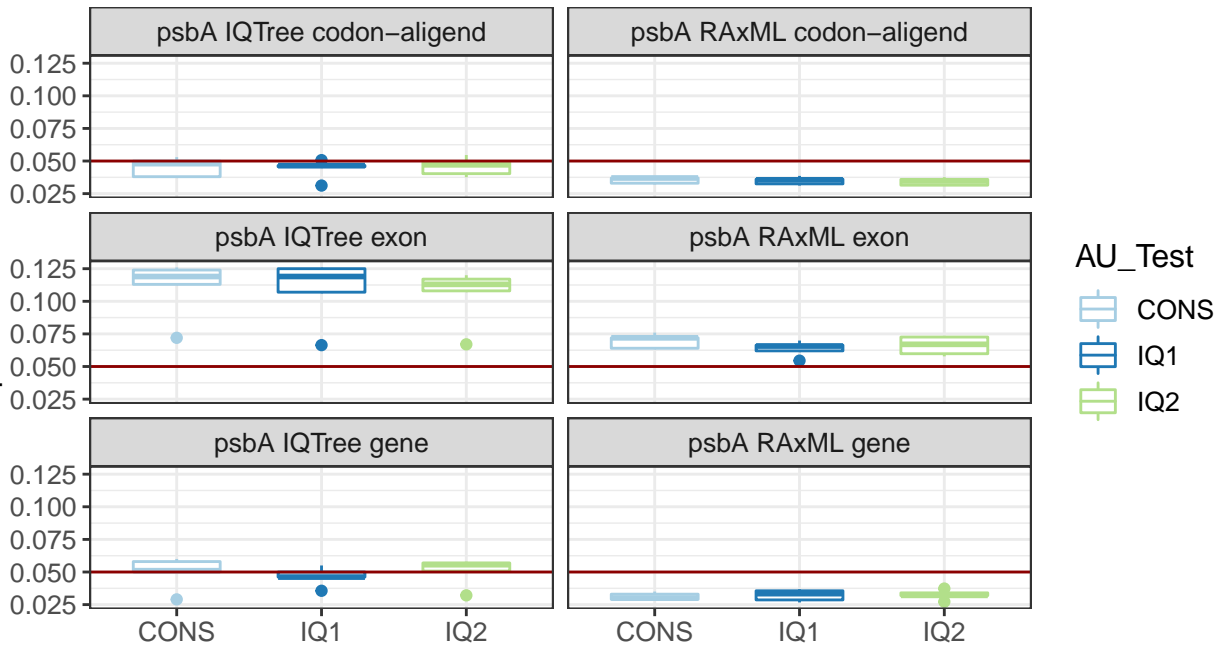 psbA IQTree codon−aligend
psbA RAxML codon−aligend
0.125
0.100
0.075
0.050
0.025
psbA IQTree exon
psbA RAxML exon
0.125
0.100
0.075
0.050
0.025
psbA IQTree gene
psbA RAxML gene
0.125
0.100
0.075
0.050
0.025
CONS
IQ1
IQ2
CONS
IQ1
IQ2
AU_Test
CONS
IQ1
IQ2